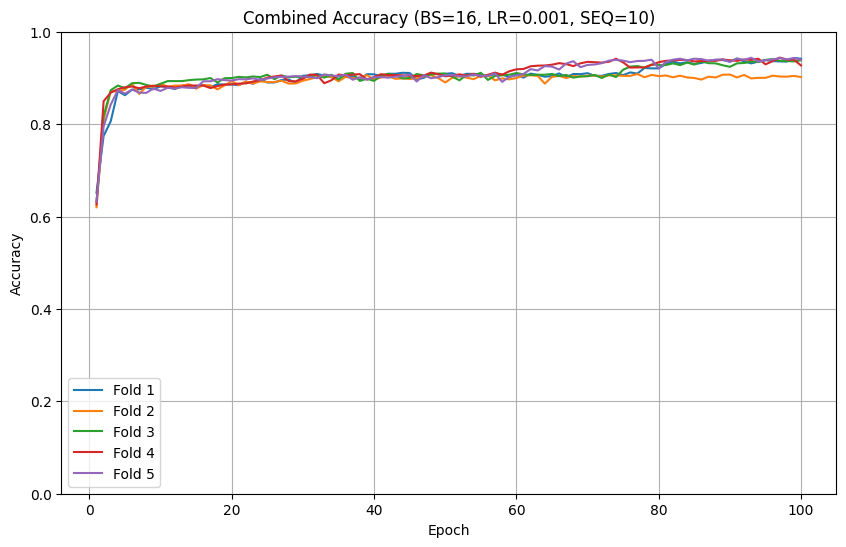 Combined Accuracy (BS=16, LR=0.001, SEQ=10)
1.0
0.8
0.6
0.4
0.2
0.0
Accuracy
Fold 1
Fold 2
Fold 3
Fold 4
Fold 5
0 20 40 60 80 100
Epoch